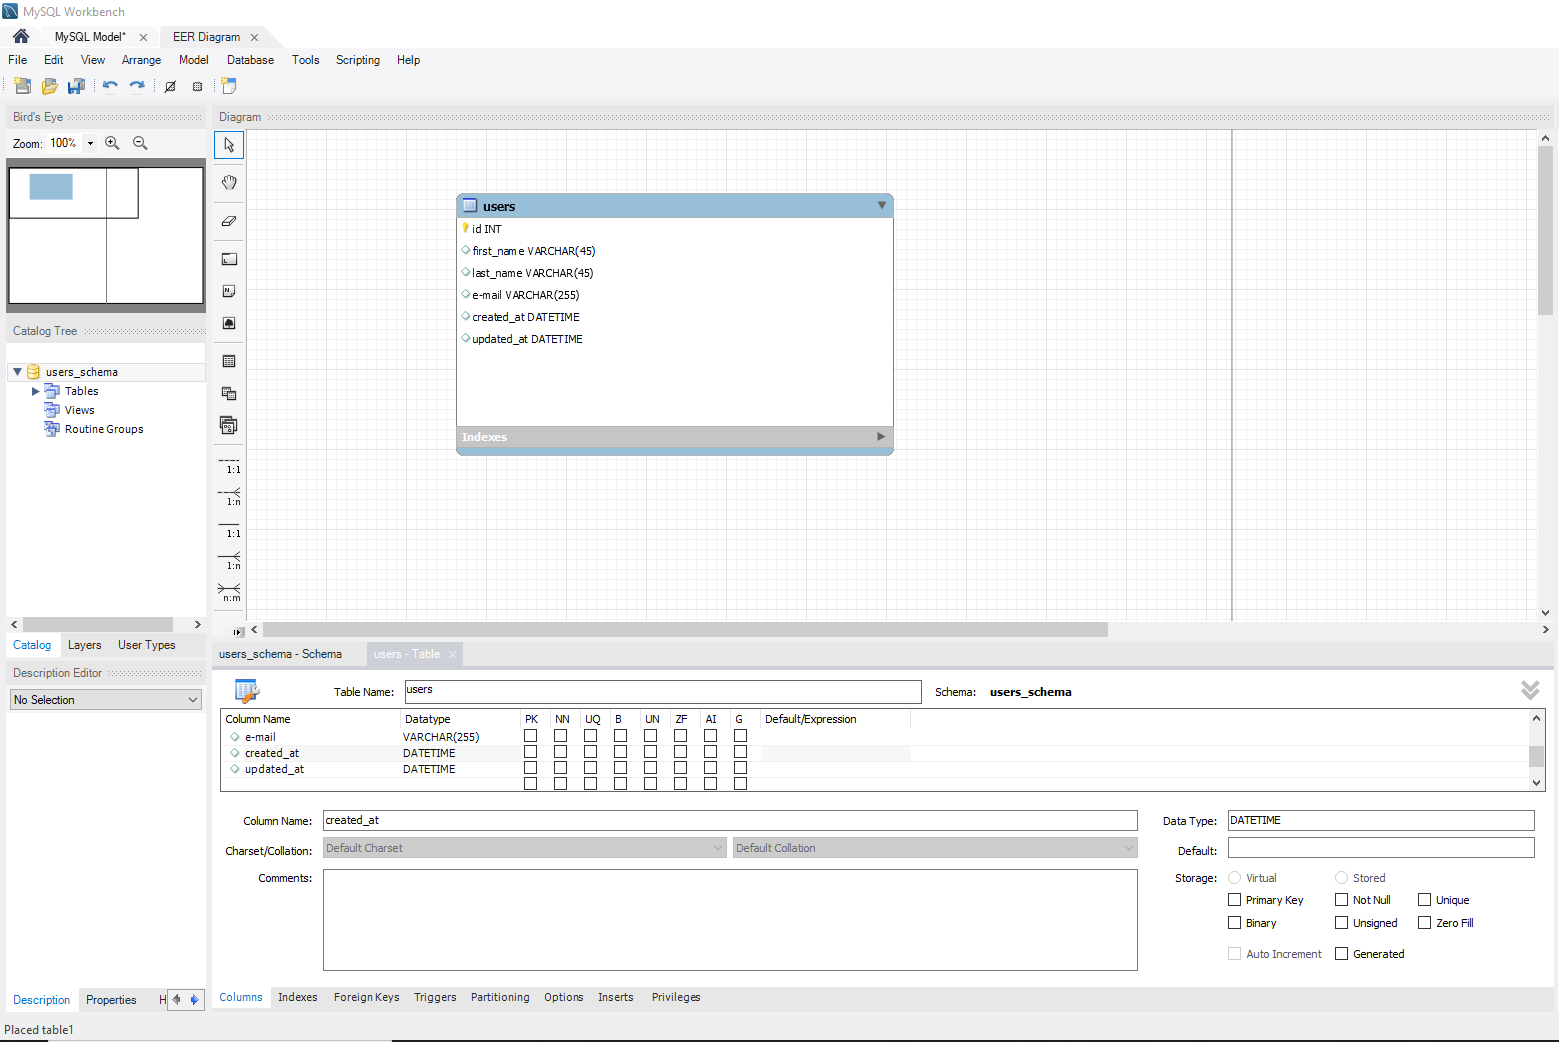 MySQL Workbench
MySQL Model*
EER Diagram
File Edit View Arrange Model Database Tools Scripting Help
Bird's Eye
Zoom: 100%
Catalog Tree
users_schema
Tables
Views
Routine Groups
Catalog Layers User Types
Description Editor
No Selection
Description Properties H
Diagram
1:1
1:n
1:1
1:n
n:m
users
id INT
first_name VARCHAR(45)
last_name VARCHAR(45)
e-mail VARCHAR(255)
created_at DATETIME
updated_at DATETIME
Indexes
users_schema - Schema
users - Table
Table Name: users Schema: users_schema
Column Name Datatype PK NN UQ B UN ZF AI G Default/Expression
e-mail VARCHAR(255)
created_at DATETIME
updated_at DATETIME
Column Name: created_at Data Type: DATETIME
Charset/Collation: Default Charset Default Collation Default:
Comments: Storage: Virtual Stored
Primary Key Not Null Unique
Binary Unsigned Zero Fill
Auto Increment Generated
Columns Indexes Foreign Keys Triggers Partitioning Options Inserts Privileges
Placed table1